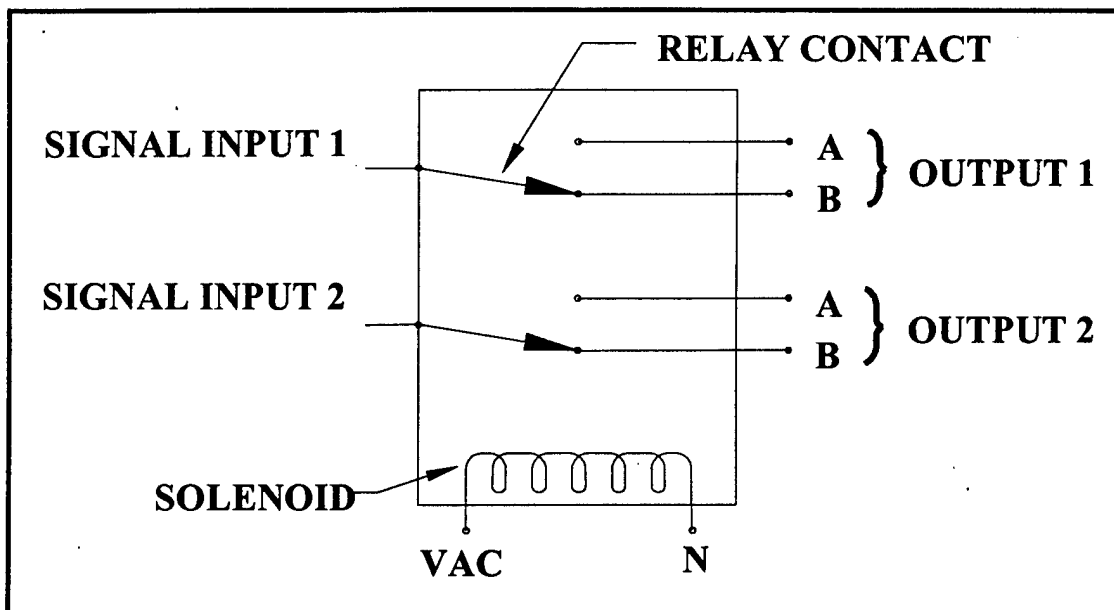 RELAY CONTACT
SIGNAL INPUT 1
A
OUTPUT 1
B
SIGNAL INPUT 2
A
OUTPUT 2
B
SOLENOID
VAC N